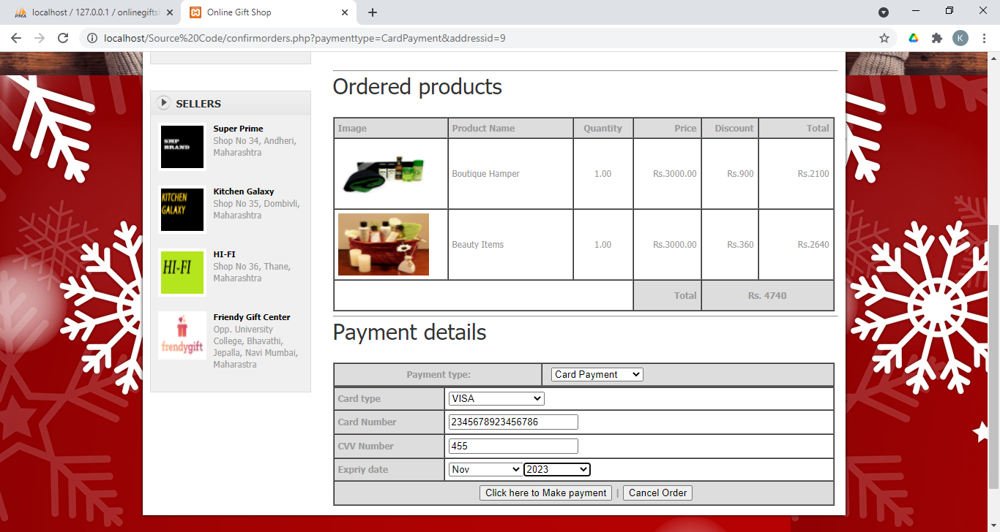 localhost / 127.0.0.1 / onlinegifts
Online Gift Shop
localhost/Source%20Code/confirmorders.php?paymenttype=CardPayment&addressid=9
K
SELLERS
SMP
BRAND
Super Prime
Shop No 34, Andheri,
Maharashtra
KITCHEN
GALAXY
Kitchen Galaxy
Shop No 35, Dombivli,
Maharashtra
HI-FI
HI-FI
Shop No 36, Thane,
Maharashtra
frendygift
Friendy Gift Center
Opp. University
College, Bhavathi,
Jepalla, Navi Mumbai,
Maharastra
Ordered products
Image Product Name Quantity Price Discount Total
Boutique Hamper 1.00 Rs.3000.00 Rs.900 Rs.2100
Beauty Items 1.00 Rs.3000.00 Rs.360 Rs.2640
Total Rs. 4740
Payment details
Payment type: Card Payment
Card type VISA
Card Number 2345678923456786
CVV Number 455
Expriy date Nov 2023
Click here to Make payment | Cancel Order